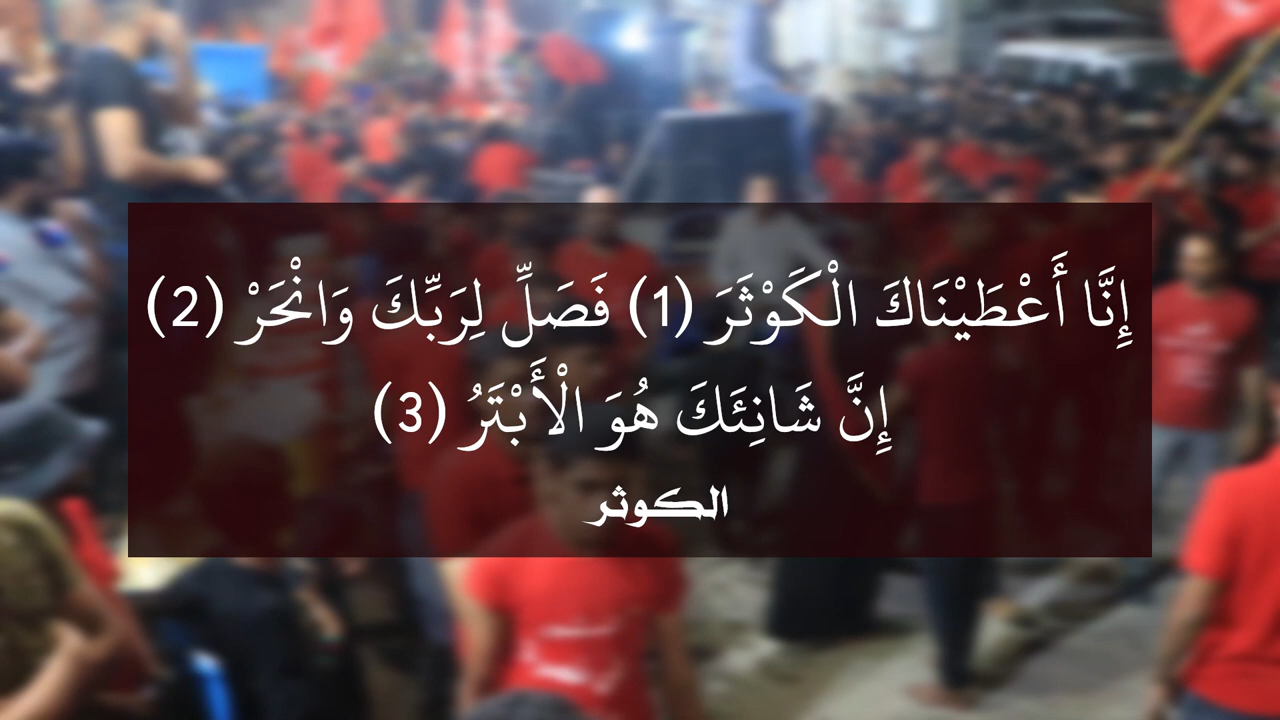 إِنَّا أَعْطَيْنَاكَ الْكَوْثَرَ (1) فَصَلِّ لِرَبِّكَ وَانْحَرْ (2)
إِنَّ شَانِئَكَ هُوَ الْأَبْتَرُ (3)
الكوثر